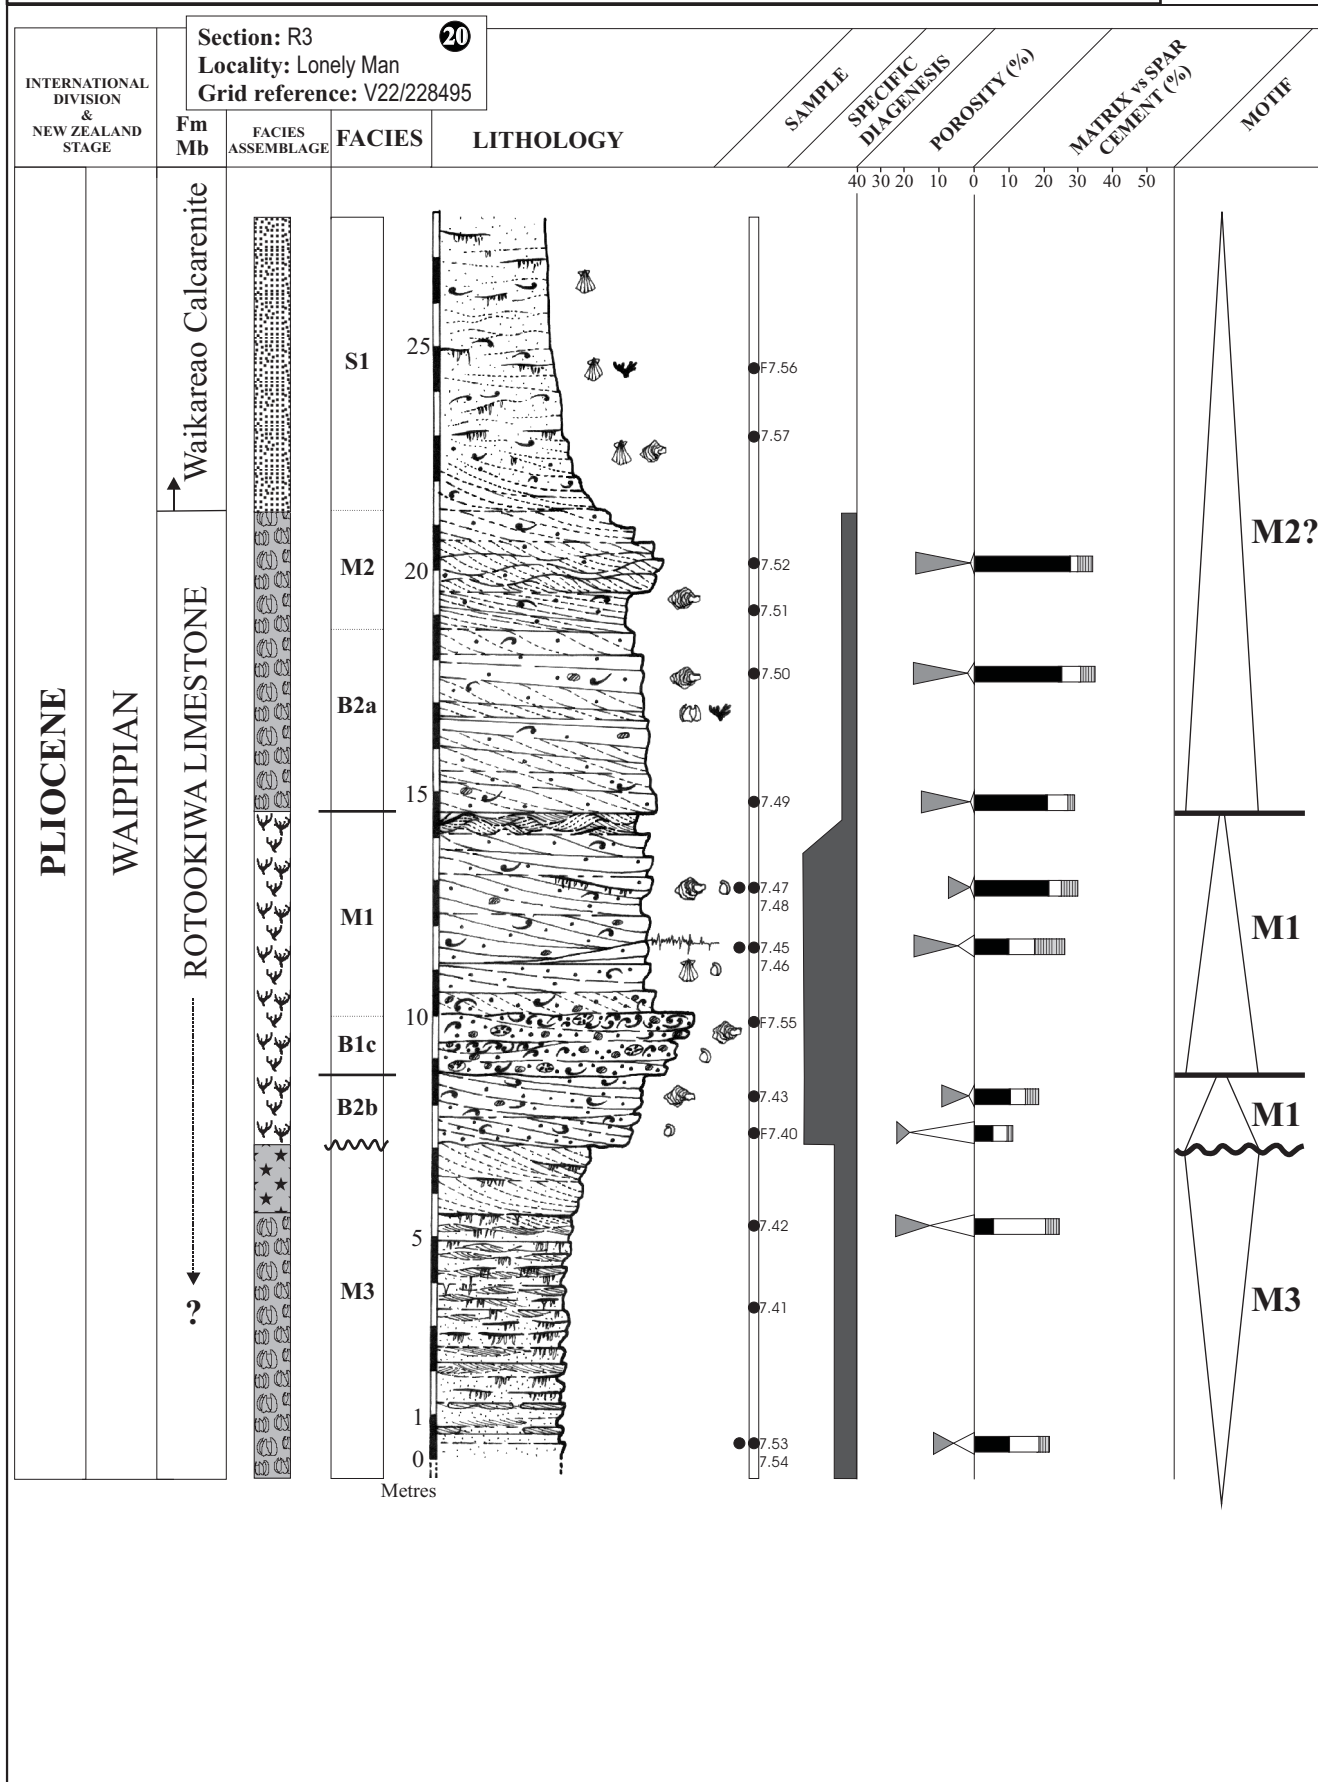 Section: R3
20
Locality: Lonely Man
Grid reference: V22/228495
INTERNATIONAL
DIVISION
&
NEW ZEALAND
STAGE
Fm
Mb
FACIES
ASSEMBLAGE
FACIES
LITHOLOGY
SAMPLE
SPECIFIC
DIAGENESIS
POROSITY (%)
MATRIX vs SPAR
CEMENT (%)
MOTIF
40 30 20 10 0 10 20 30 40 50
PLIOCENE
WAIPIPIAN
Waikareao Calcarenite
ROTOOKIWA LIMESTONE
?
S1
M2
B2a
M1
B1c
B2b
M3
25
20
15
10
5
1
0
Metres
F7.56
7.57
7.52
7.51
7.50
7.49
7.47
7.48
7.45
7.46
F7.55
7.43
F7.40
7.42
7.41
7.53
7.54
M2?
M1
M1
M3